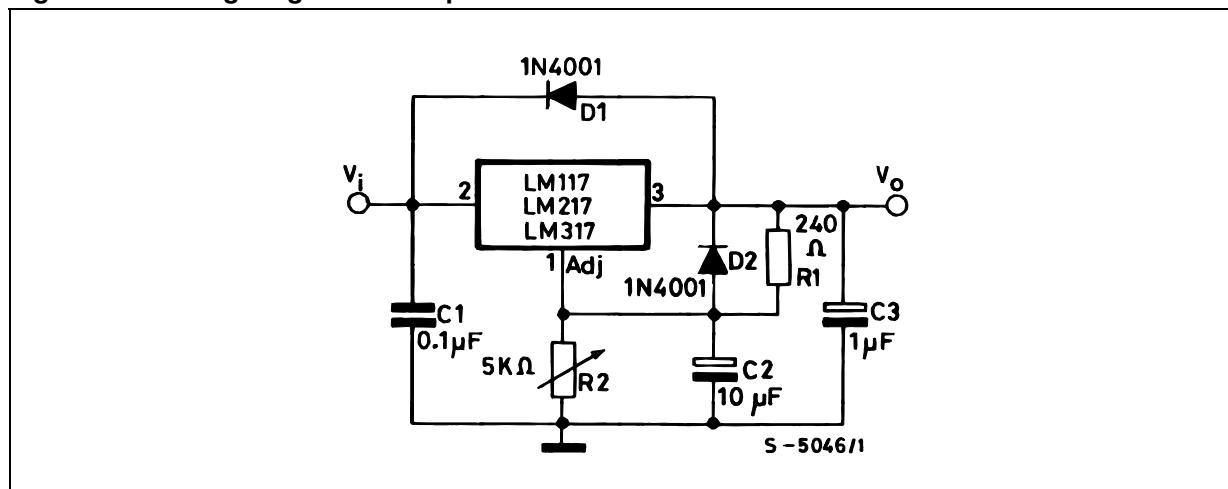 1N4001
D1
Vi
2
LM117
LM217
LM317
3
Vo
1
Adj
1N4001
D2
240
Ω
R1
C1
0.1µF
5KΩ
R2
C2
10 µF
C3
1µF
S-5046/1